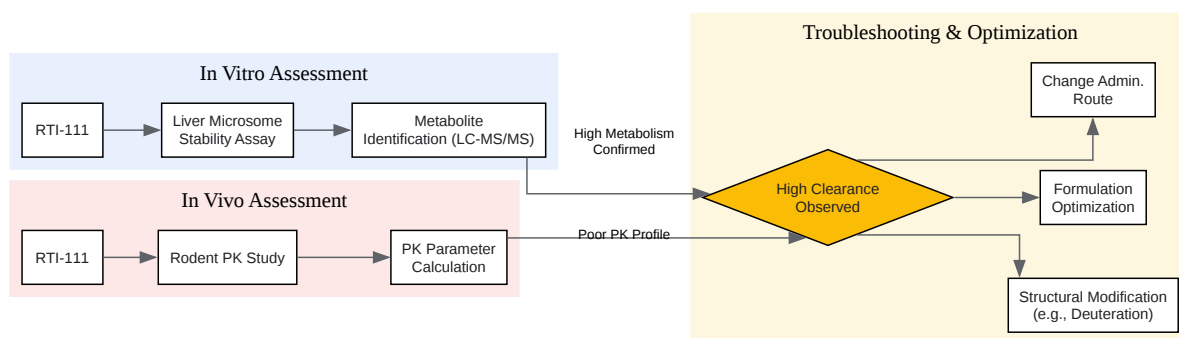 In Vitro Assessment
RTI-111
Liver Microsome
Stability Assay
Metabolite
Identification (LC-MS/MS)
High Metabolism
Confirmed
In Vivo Assessment
RTI-111
Rodent PK Study
PK Parameter
Calculation
Poor PK Profile
Troubleshooting & Optimization
High Clearance
Observed
Change Admin.
Route
Formulation
Optimization
Structural Modification
(e.g., Deuteration)